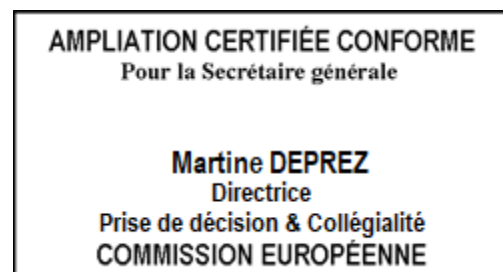 AMPLIATION CERTIFIÉE CONFORME
Pour la Secrétaire générale
Martine DEPREZ
Directrice
Prise de décision & Collégialité
COMMISSION EUROPÉENNE